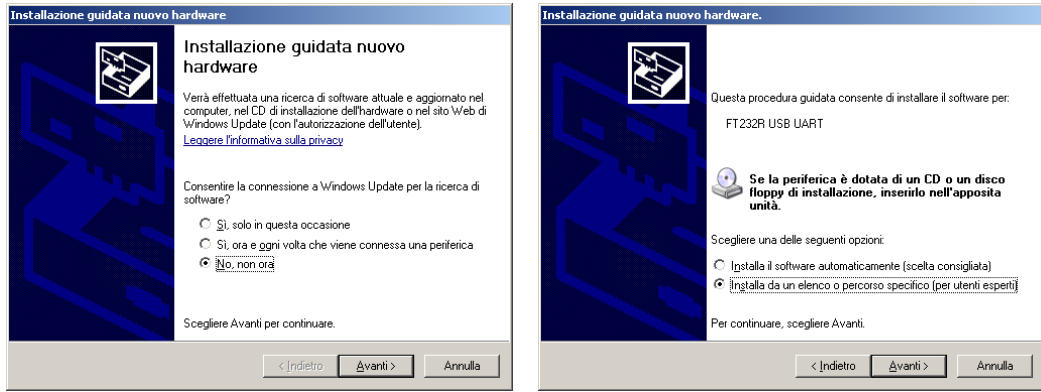 Installazione guidata nuovo hardware
Installazione guidata nuovo
hardware
Verrà effettuata una ricerca di software attuale e aggiornato nel
computer, nel CD di installazione dell'hardware o nel sito Web di
Windows Update (con l'autorizzazione dell'utente).
Leggere l'informativa sulla privacy
Consentire la connessione a Windows Update per la ricerca di
software?
Sì, solo in questa occasione
Sì, ora e ogni volta che viene connessa una periferica
No, non ora
Scegliere Avanti per continuare.
< Indietro
Avanti >
Annulla
Installazione guidata nuovo hardware.
Questa procedura guidata consente di installare il software per:
FT232R USB UART
Se la periferica è dotata di un CD o un disco
floppy di installazione, inserirlo nell'apposita
unità.
Scegliere una delle seguenti opzioni:
Installa il software automaticamente (scelta consigliata)
Installa da un elenco o percorso specifico (per utenti esperti)
Per continuare, scegliere Avanti.
< Indietro
Avanti >
Annulla